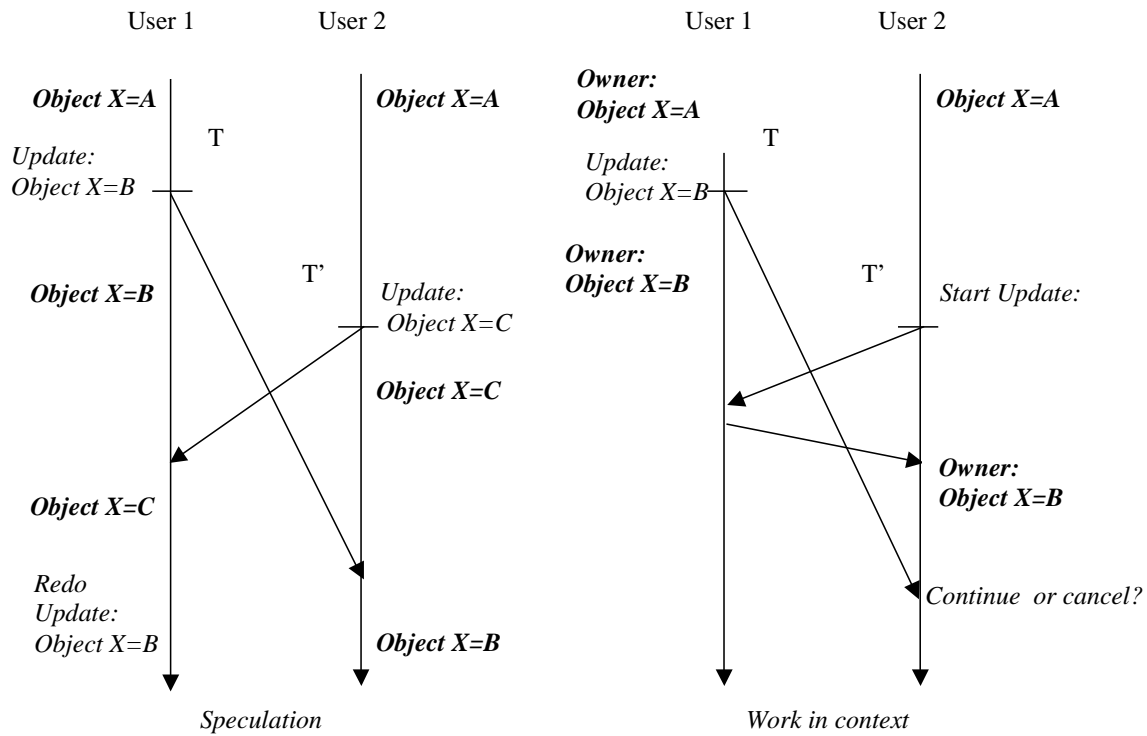 User 1
User 2
Object X=A
Object X=A
T
Update:
Object X=B
T’
Object X=B
Update:
Object X=C
Object X=C
Object X=C
Redo
Update:
Object X=B
Object X=B
Speculation
User 1
User 2
Owner:
Object X=A
Object X=A
T
Update:
Object X=B
Owner:
Object X=B
T’
Start Update:
Owner:
Object X=B
Continue or cancel?
Work in context